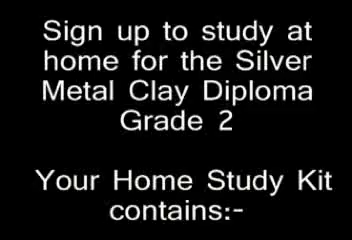 Sign up to study at
home for the Silver
Metal Clay Diploma
Grade 2
Your Home Study Kit
contains:-